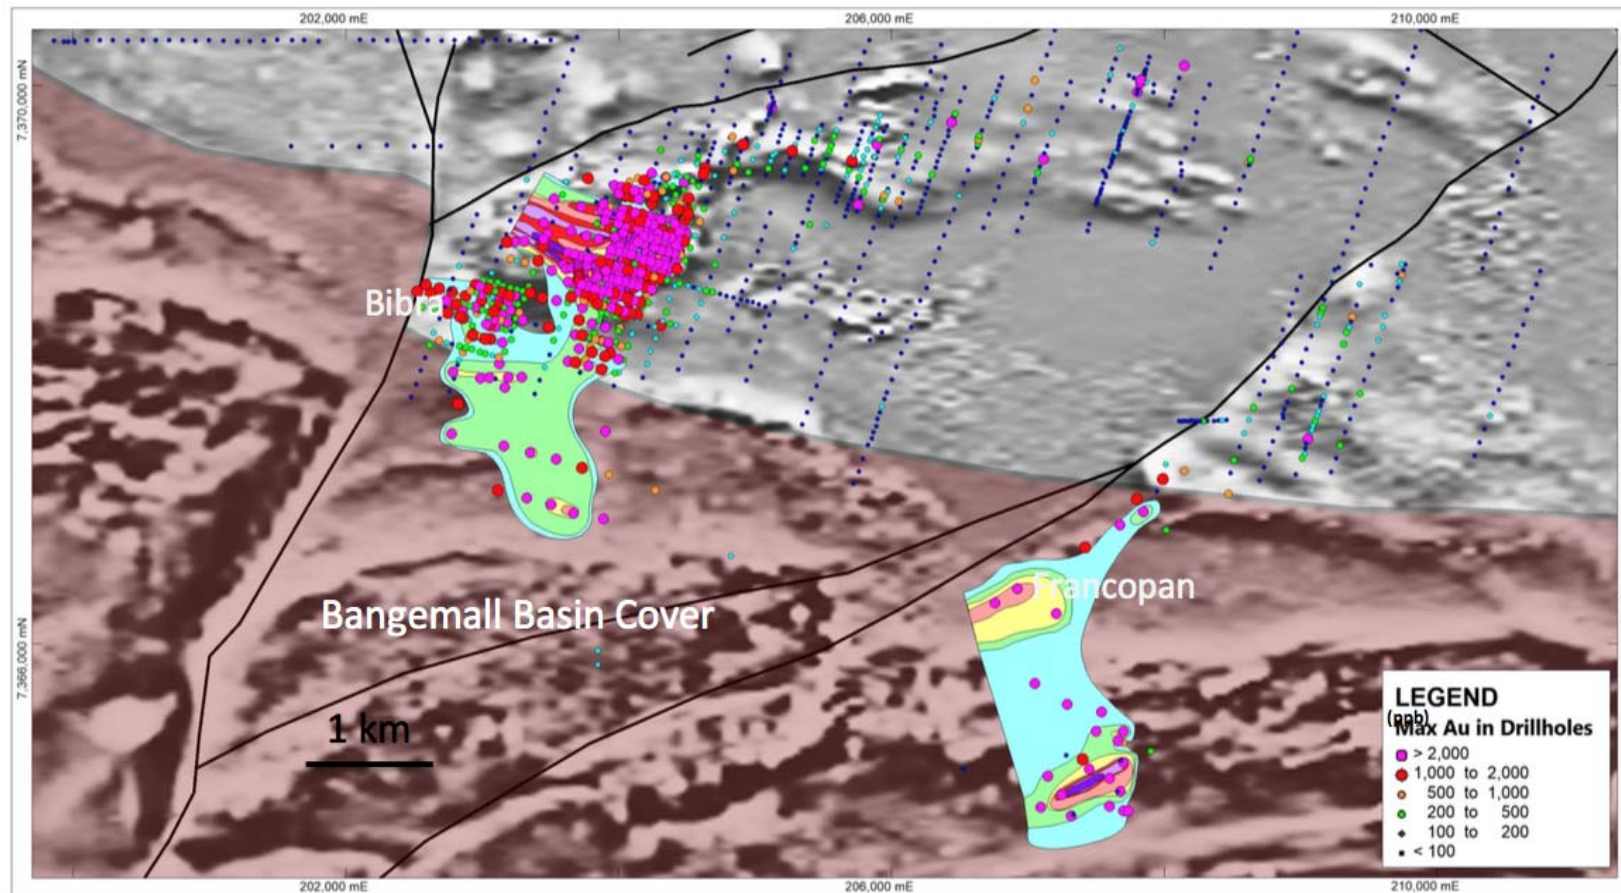 202,000 mE
206,000 mE
210,000 mE
7,370,000 mN
Bibra
Francopan
Bangemall Basin Cover
7,366,000 mN
1 km
LEGEND
(ppb)
Max Au in Drillholes
> 2,000
1,000 to 2,000
500 to 1,000
200 to 500
100 to 200
< 100
202,000 mE
206,000 mE
210,000 mE